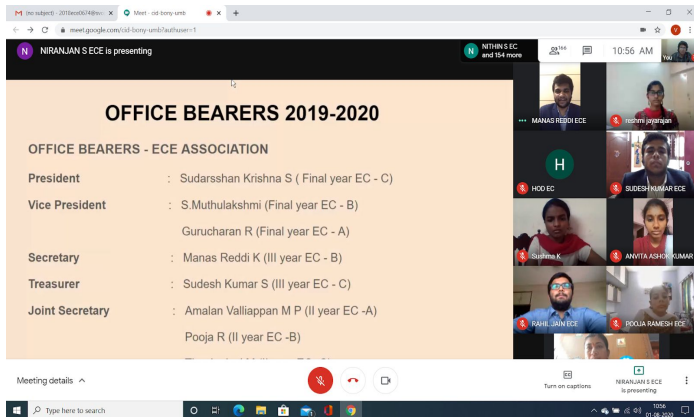 M (no subject) - 2018ece0674@sv
Meet - cid-bony-umb
meet.google.com/cid-bony-umb?authuser=1
N NIRANJAN S ECE is presenting
N NITHIN S EC
and 154 more
166
10:56 AM
You
OFFICE BEARERS 2019-2020
OFFICE BEARERS - ECE ASSOCIATION
President : Sudarsshan Krishna S ( Final year EC - C)
Vice President : S.Muthulakshmi (Final year EC - B)
Gurucharan R (Final year EC - A)
Secretary : Manas Reddi K (III year EC - B)
Treasurer : Sudesh Kumar S (III year EC - C)
Joint Secretary : Amalan Valliappan M P (II year EC -A)
Pooja R (II year EC -B)
MANAS REDDI ECE
reshmi jayarajan
H
HOD EC
SUDESH KUMAR ECE
Sushma K
ANVITA ASHOK KUMAR
RAHIL JAIN ECE
POOJA RAMESH ECE
Meeting details
Turn on captions
NIRANJAN S ECE
is presenting
Type here to search
10:56
01-08-2020